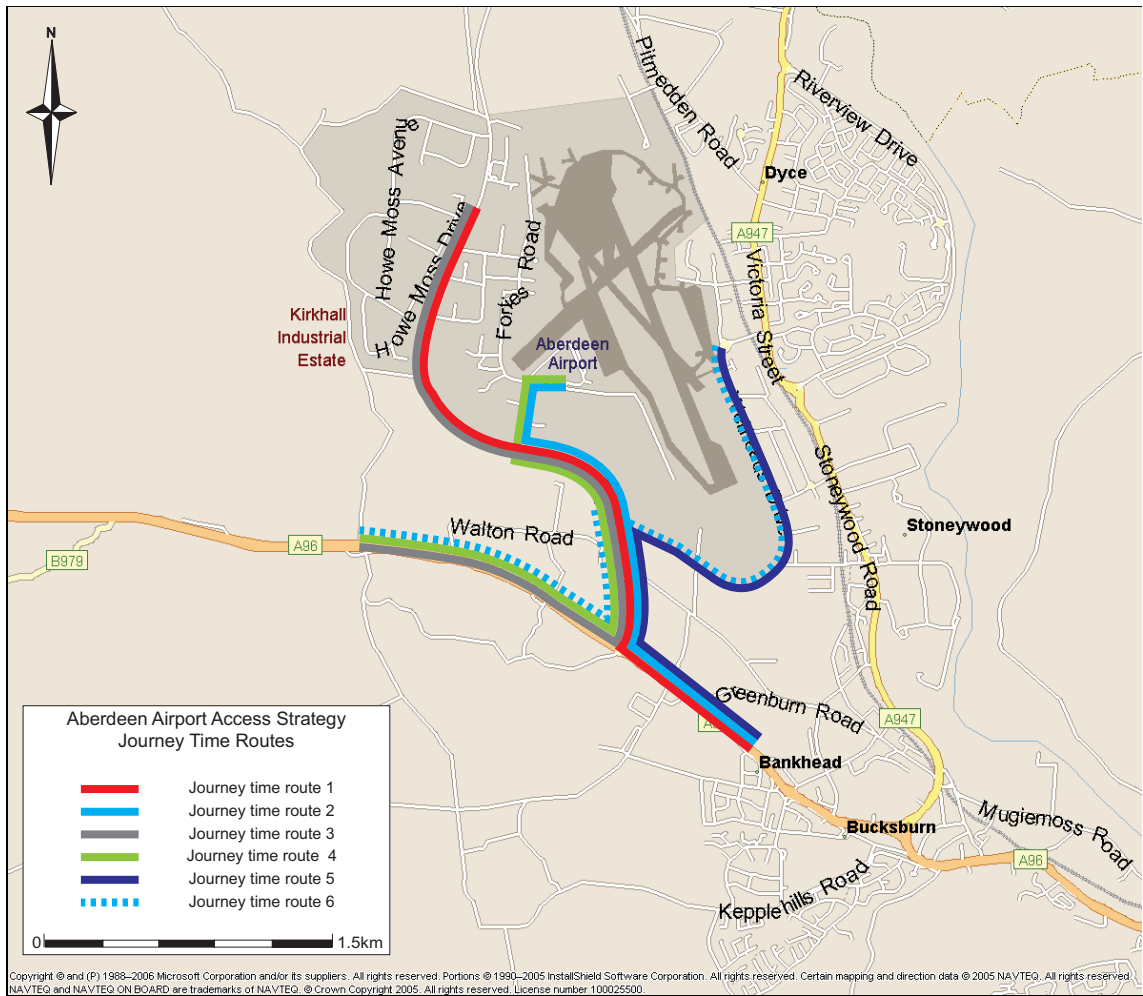 N
Pitmedden Road
Riverview Drive
Dyce
Howe Moss Avenue
A947
Howe Moss Drive
Forties Road
Victoria Street
Kirkhall
Industrial
Estate
Aberdeen
Airport
Stoneywood Road
Walton Road
Stoneywood
A96
B979
Greenburn Road
A947
Bankhead
Bucksburn
Mugiemoss Road
A96
Kepplehills Road
Aberdeen Airport Access Strategy
Journey Time Routes
Journey time route 1
Journey time route 2
Journey time route 3
Journey time route 4
Journey time route 5
Journey time route 6
0 1.5km
Copyright © and (P) 1988–2006 Microsoft Corporation and/or its suppliers. All rights reserved. Portions © 1990–2005 InstallShield Software Corporation. All rights reserved. Certain mapping and direction data © 2005 NAVTEQ. All rights reserved.
NAVTEQ and NAVTEQ ON BOARD are trademarks of NAVTEQ. © Crown Copyright 2005. All rights reserved. License number 100025500.